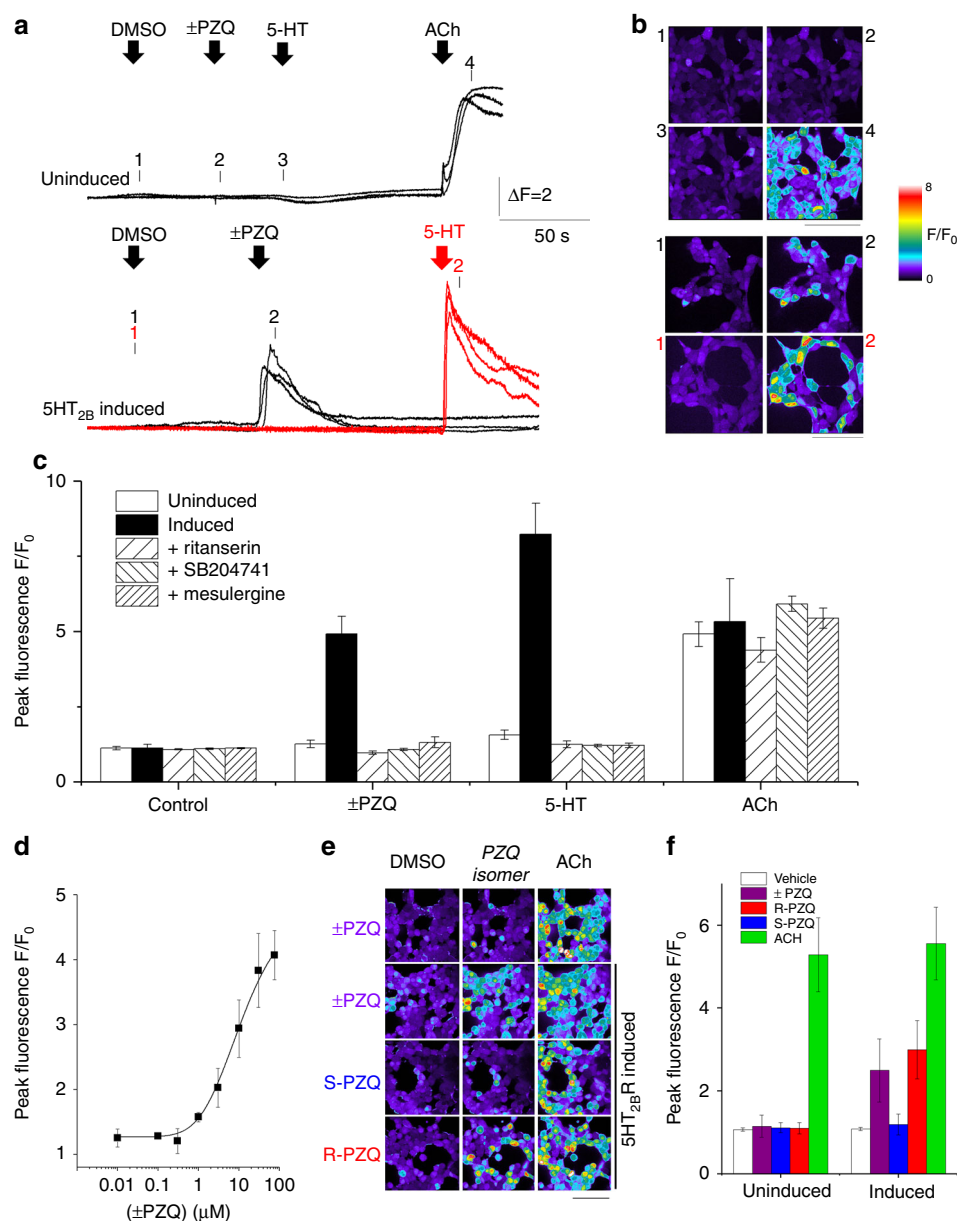 a
DMSO ±PZQ 5-HT ACh
4
1 2 3
Uninduced
ΔF=2
50 s
DMSO ±PZQ 5-HT
2
1 2
1
5HT2B induced
b
1 2
3 4
1 2
1 2
8
F/F0
0
c
Peak fluorescence F/F0
10
5
0
Uninduced
Induced
+ ritanserin
+ SB204741
+ mesulergine
Control ±PZQ 5-HT ACh
d
Peak fluorescence F/F0
5
4
3
2
1
0.01 0.1 1 10 100
(±PZQ) (μM)
e
DMSO PZQ isomer ACh
±PZQ
±PZQ
S-PZQ
R-PZQ
5HT2BR induced
f
Peak fluorescence F/F0
6
4
2
0
Vehicle
± PZQ
R-PZQ
S-PZQ
ACH
Uninduced Induced